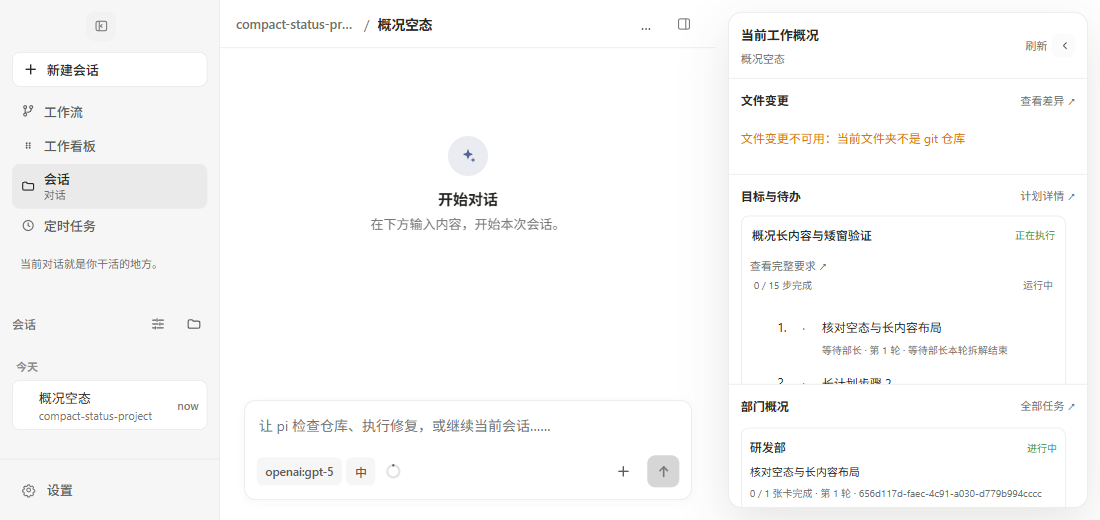 新建会话
工作流
工作看板
会话
对话
定时任务
当前对话就是你干活的地方。
会话
今天
概况空态
compact-status-project
now
设置
compact-status-pr... / 概况空态
...
开始对话
在下方输入内容，开始本次会话。
让 pi 检查仓库、执行修复，或继续当前会话......
openai:gpt-5
中
当前工作概况
概况空态
刷新
文件变更
查看差异 ↗
文件变更不可用：当前文件夹不是 git 仓库
目标与待办
计划详情 ↗
概况长内容与矮窗验证
正在执行
查看完整要求 ↗
0 / 15 步完成
运行中
1. · 核对空态与长内容布局
等待部长 · 第 1 轮 · 等待部长本轮拆解结束
2. · 长计划步骤 2
部门概况
全部任务 ↗
研发部
进行中
核对空态与长内容布局
0 / 1 张卡完成 · 第 1 轮 · 656d117d-faec-4c91-a030-d779b994cccc